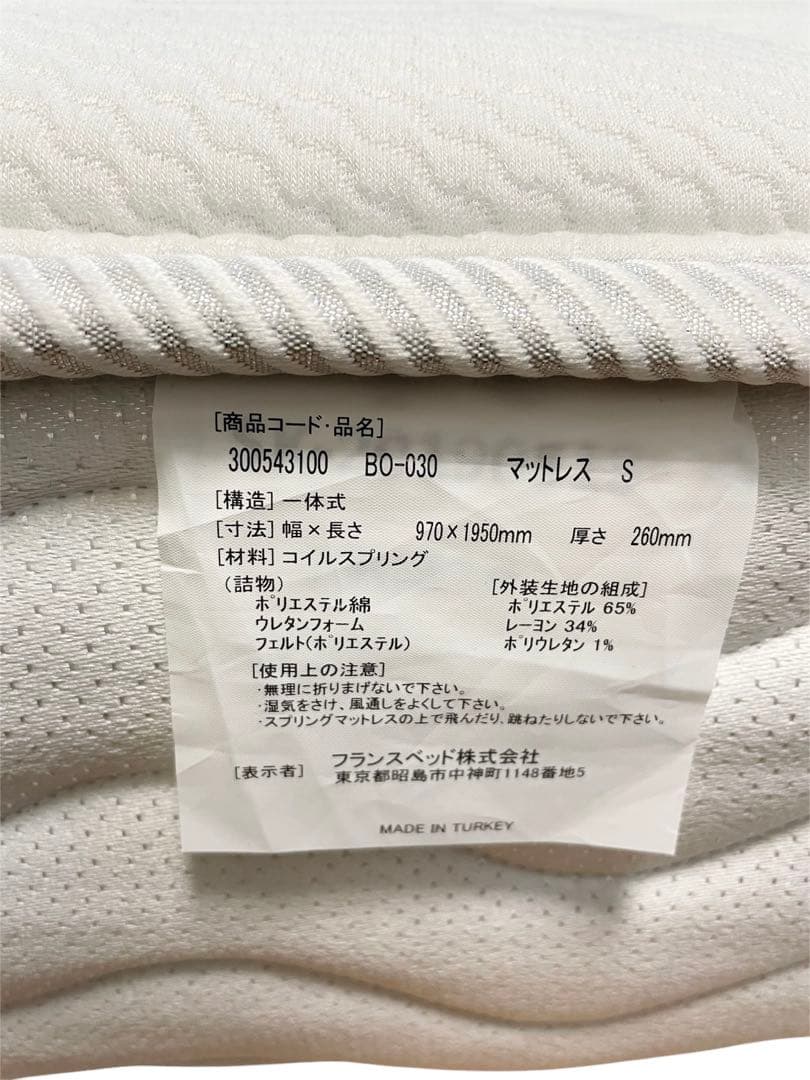 [商品コード・品名]
300543100 BO-030 マットレス S
[構造] 一体式
[寸法] 幅×長さ 970×1950mm 厚さ 260mm
[材料] コイルスプリング
(詰物)
ポリエステル綿
ウレタンフォーム
フェルト(ポリエステル)
[外装生地の組成]
ポリエステル 65%
レーヨン 34%
ポリウレタン 1%
[使用上の注意]
・無理に折りまげないで下さい。
・湿気をさけ、風通しをよくして下さい。
・スプリングマットレスの上で飛んだり、跳ねたりしないで下さい。
[表示者] フランスベッド株式会社
東京都昭島市中神町1148番地5
MADE IN TURKEY